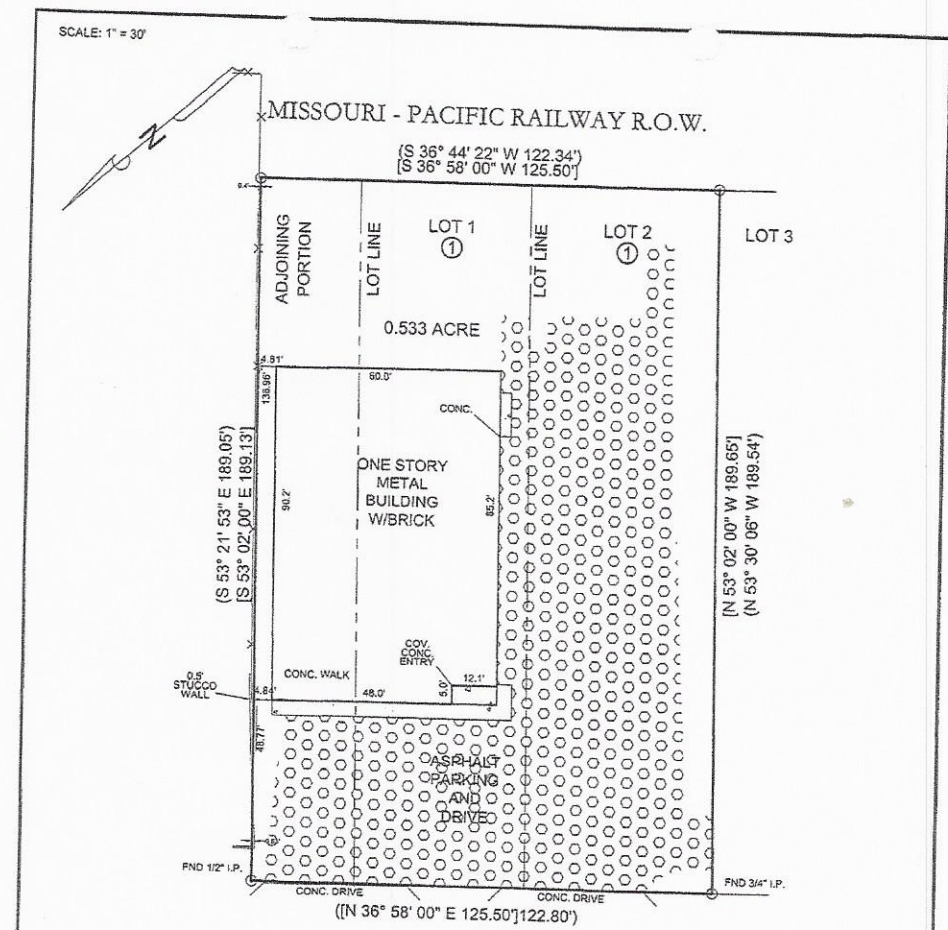 SCALE: 1" = 30'
N
MISSOURI - PACIFIC RAILWAY R.O.W.
(S 36° 44' 22" W 122.34')
[S 36° 58' 00" W 125.50']
ADJOINING
PORTION
LOT LINE
LOT 1
①
LOT LINE
LOT 2
①
LOT 3
0.533 ACRE
4.81'
138.96'
60.0'
CONC.
(S 53° 21' 53" E 189.05')
[S 53° 02' 00" E 189.13']
90.2'
ONE STORY
METAL
BUILDING
W/BRICK
85.2'
[N 53° 02' 00" W 189.65']
(N 53° 30' 06" W 189.54')
COV.
CONC.
ENTRY
0.5'
STUCCO
WALL
CONC. WALK
4.84'
48.0'
5.0'
12.1'
48.77'
ASPHALT
PARKING
AND
DRIVE
FND 1/2" I.P.
CONC. DRIVE
CONC. DRIVE
FND 3/4" I.P.
([N 36° 58' 00" E 125.50']122.80')